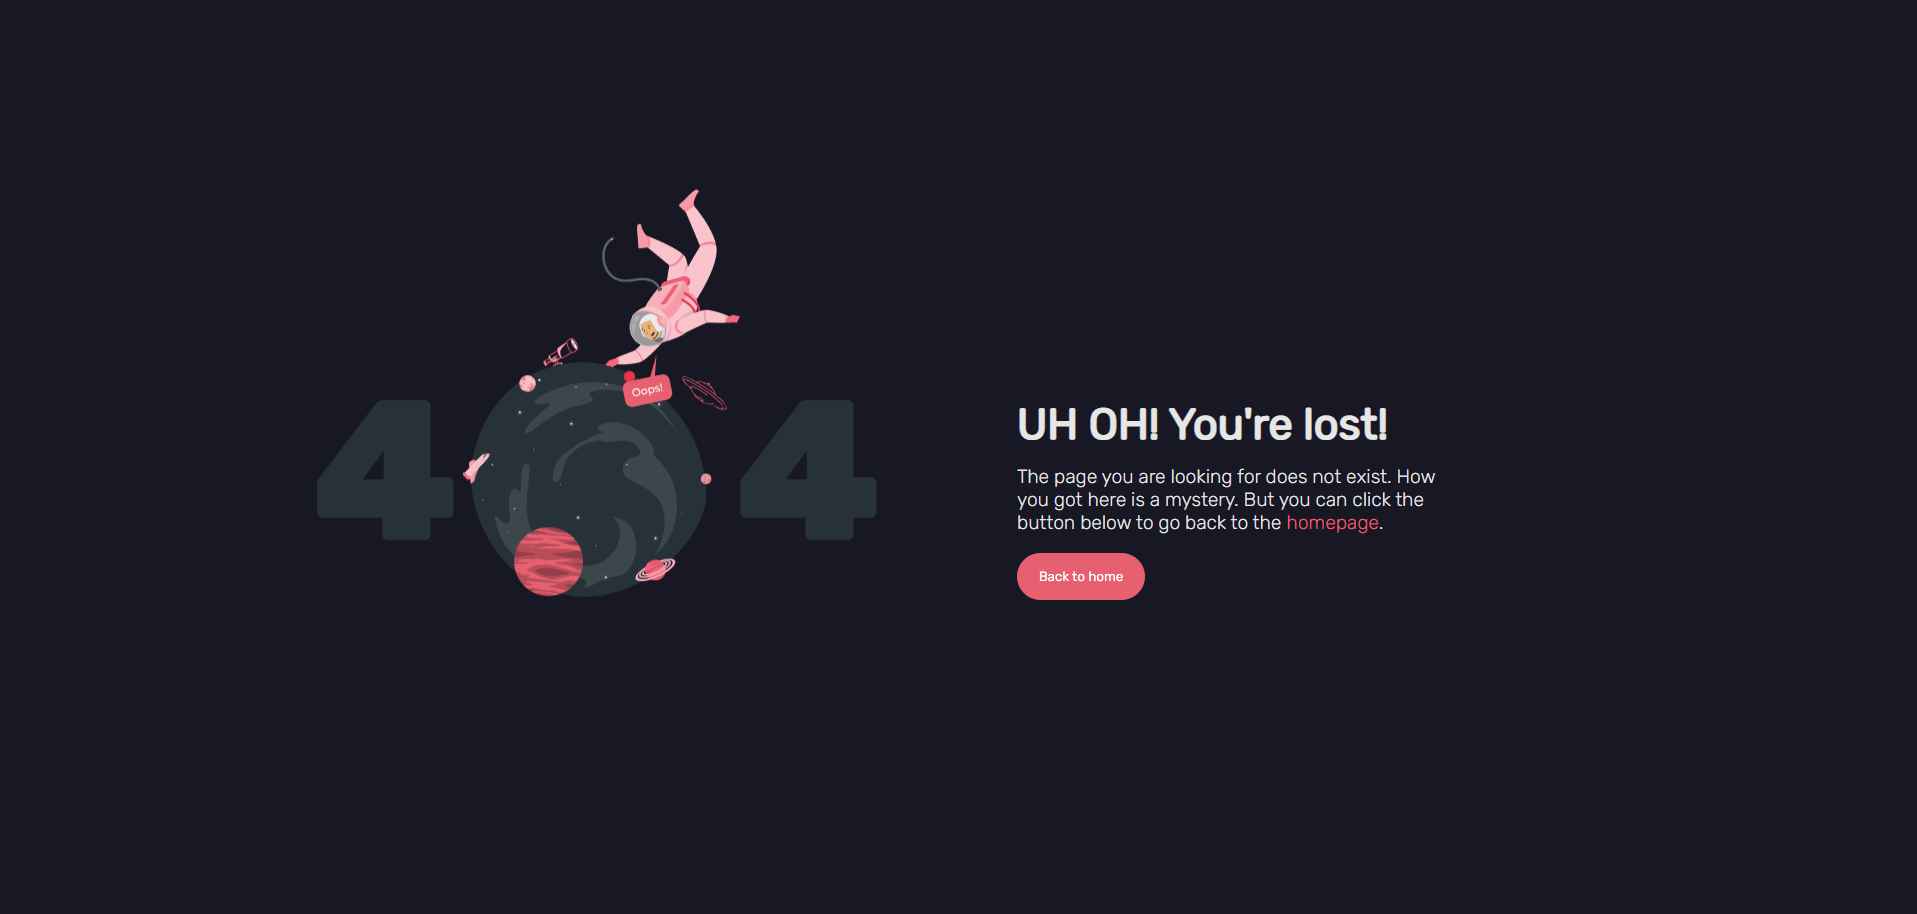 Oops!
4 4
UH OH! You're lost!
The page you are looking for does not exist. How
you got here is a mystery. But you can click the
button below to go back to the homepage.
Back to home